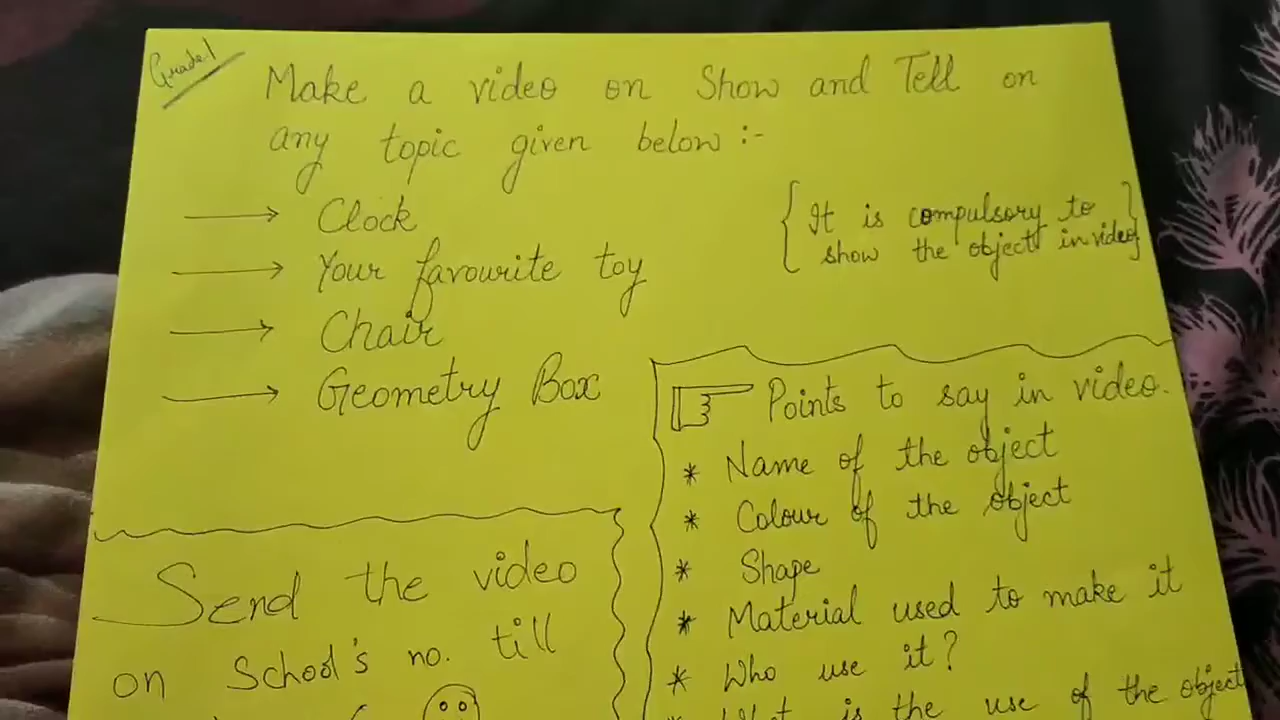 Grade-1
Make a video on Show and Tell on
any topic given below :-
→ Clock
→ Your favourite toy
→ Chair
→ Geometry Box
{ It is compulsory to
show the object in video }
Points to say in video.
* Name of the object
* Colour of the object
* Shape
* Material used to make it
* Who use it?
* What is the use of the object
Send the video
on School's no. till